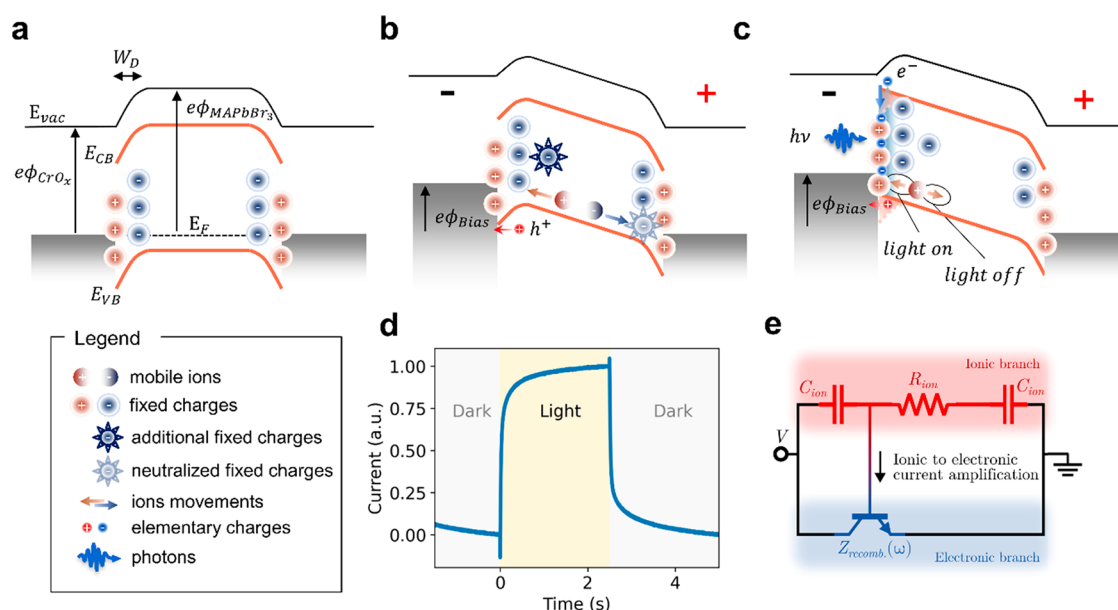 a
W_D
E_vac
eϕ_MAPbBr₃
E_CB
eϕ_CrOₓ
E_F
E_VB
b
-
+
eϕ_Bias
h⁺
c
e⁻
-
+
hν
eϕ_Bias
light on
light off
Legend
mobile ions
fixed charges
additional fixed charges
neutralized fixed charges
ions movements
elementary charges
photons
d
Current (a.u.)
1.00
0.75
0.50
0.25
0.00
Dark
Light
Dark
0
2
4
Time (s)
e
Ionic branch
C_ion
R_ion
C_ion
V
Ionic to electronic
current amplification
Z_recomb.(ω)
Electronic branch